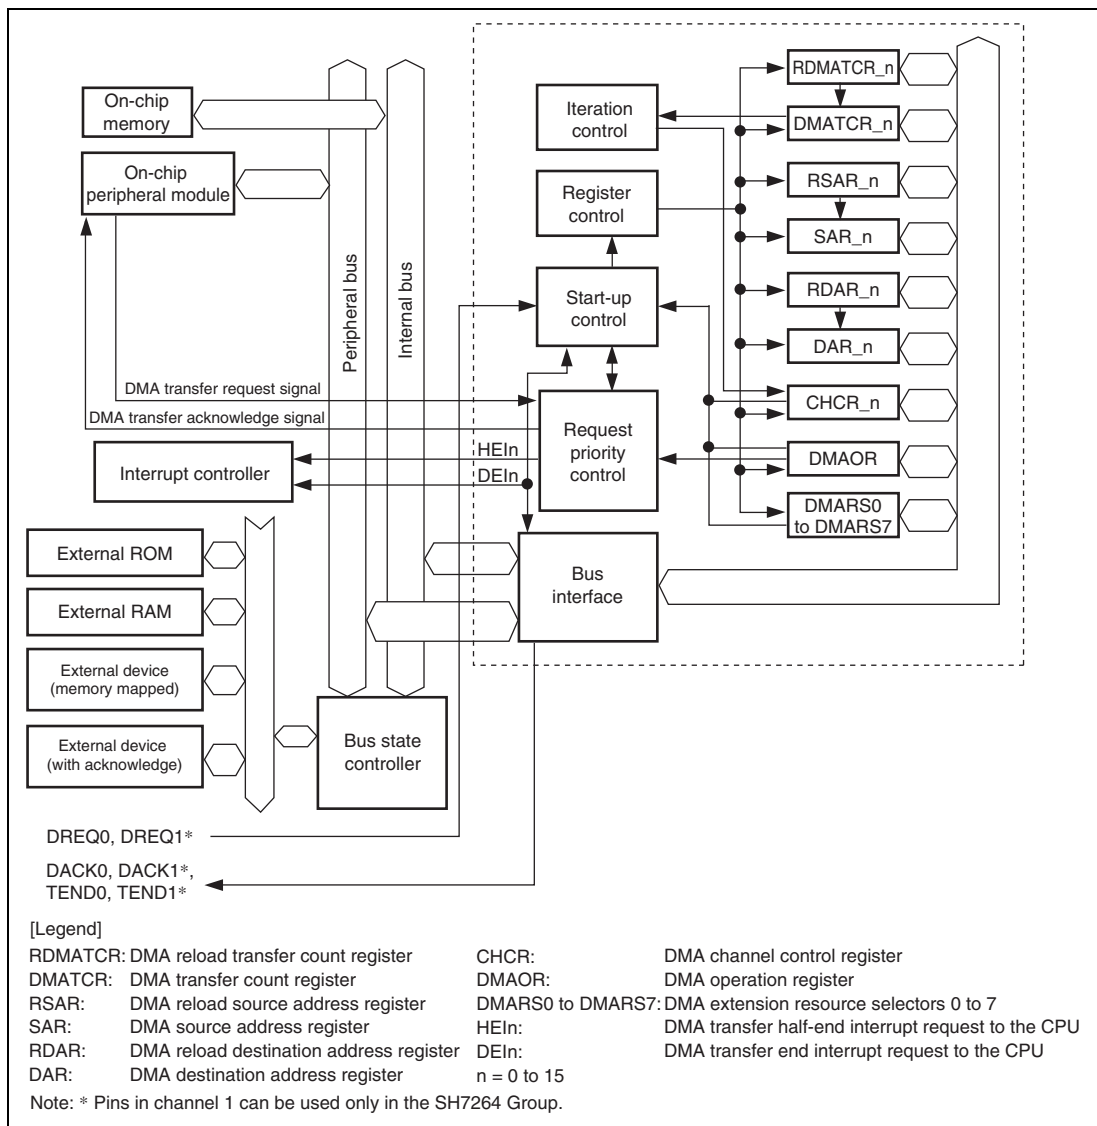 On-chip
memory
On-chip
peripheral module
Peripheral bus
Internal bus
DMA transfer request signal
DMA transfer acknowledge signal
Interrupt controller
HEIn
DEIn
Iteration
control
Register
control
Start-up
control
Request
priority
control
Bus
interface
RDMATCR_n
DMATCR_n
RSAR_n
SAR_n
RDAR_n
DAR_n
CHCR_n
DMAOR
DMARS0
to DMARS7
External ROM
External RAM
External device
(memory mapped)
External device
(with acknowledge)
Bus state
controller
DREQ0, DREQ1*
DACK0, DACK1*,
TEND0, TEND1*
[Legend]
RDMATCR: DMA reload transfer count register
DMATCR: DMA transfer count register
RSAR: DMA reload source address register
SAR: DMA source address register
RDAR: DMA reload destination address register
DAR: DMA destination address register
CHCR: DMA channel control register
DMAOR: DMA operation register
DMARS0 to DMARS7: DMA extension resource selectors 0 to 7
HEIn: DMA transfer half-end interrupt request to the CPU
DEIn: DMA transfer end interrupt request to the CPU
n = 0 to 15
Note: * Pins in channel 1 can be used only in the SH7264 Group.